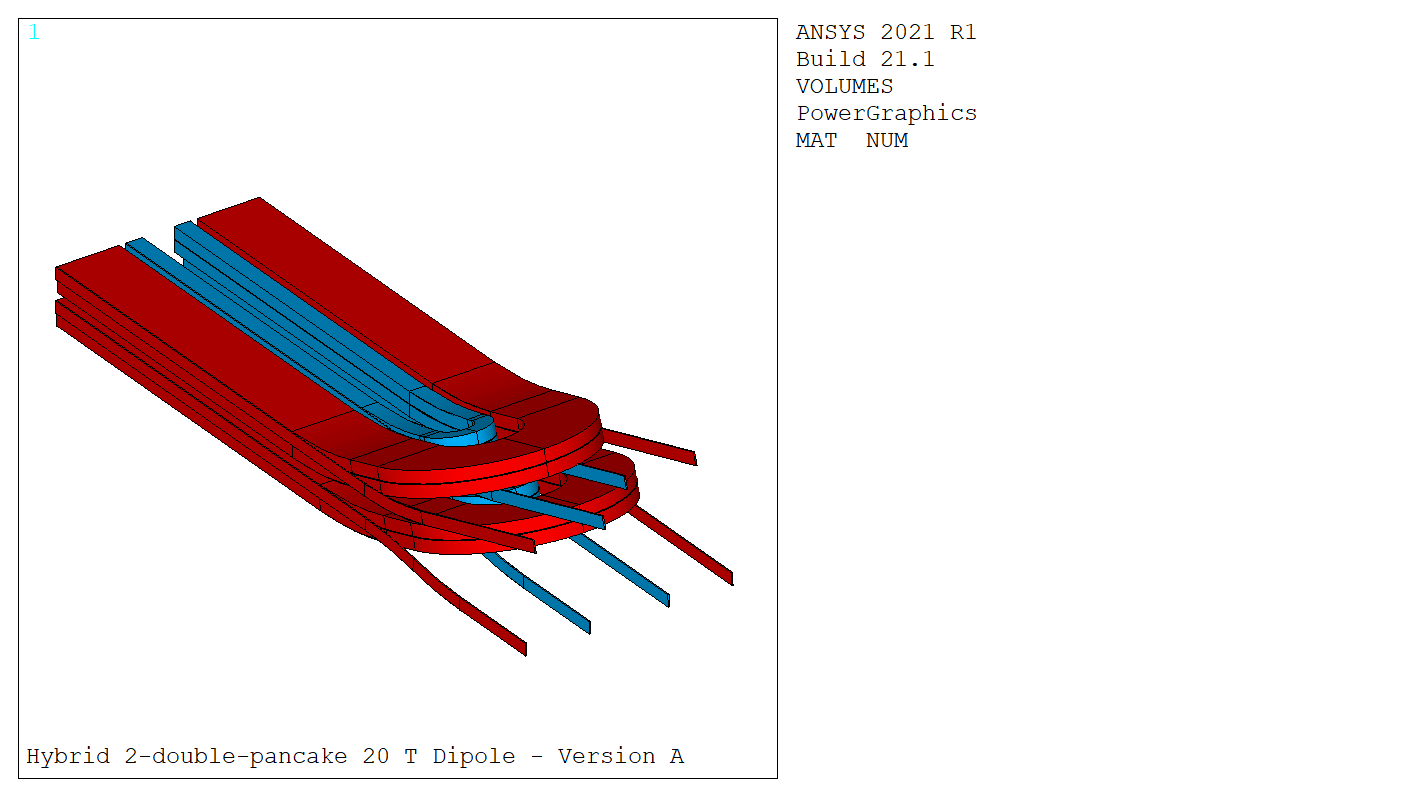 1
ANSYS 2021 R1
Build 21.1
VOLUMES
PowerGraphics
MAT  NUM
Hybrid 2-double-pancake 20 T Dipole - Version A